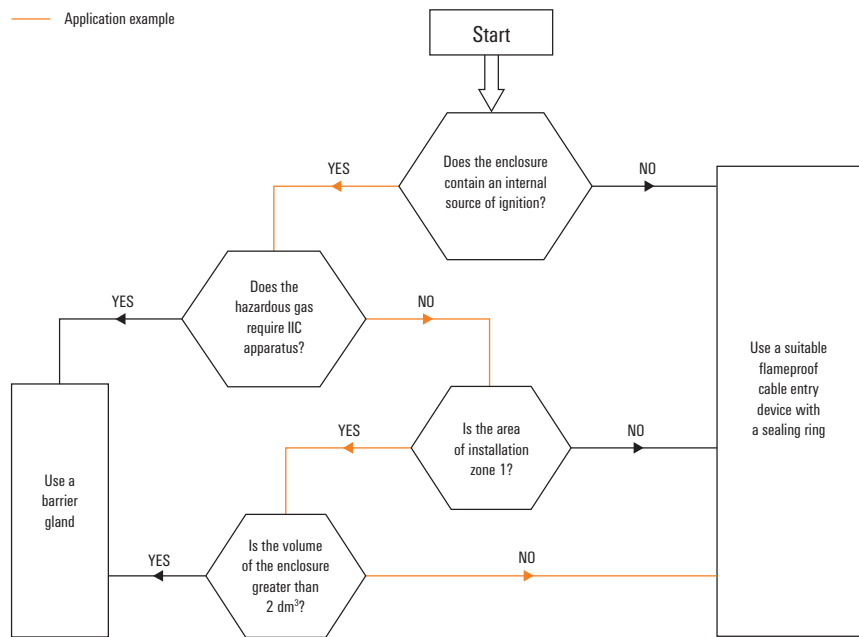 Application example
Start
Does the enclosure
contain an internal
source of ignition?
YES
NO
Does the
hazardous gas
require IIC
apparatus?
YES
NO
Is the area
of installation
zone 1?
YES
NO
Is the volume
of the enclosure
greater than
2 dm³?
YES
NO
Use a
barrier
gland
Use a suitable
flameproof
cable entry
device with
a sealing ring